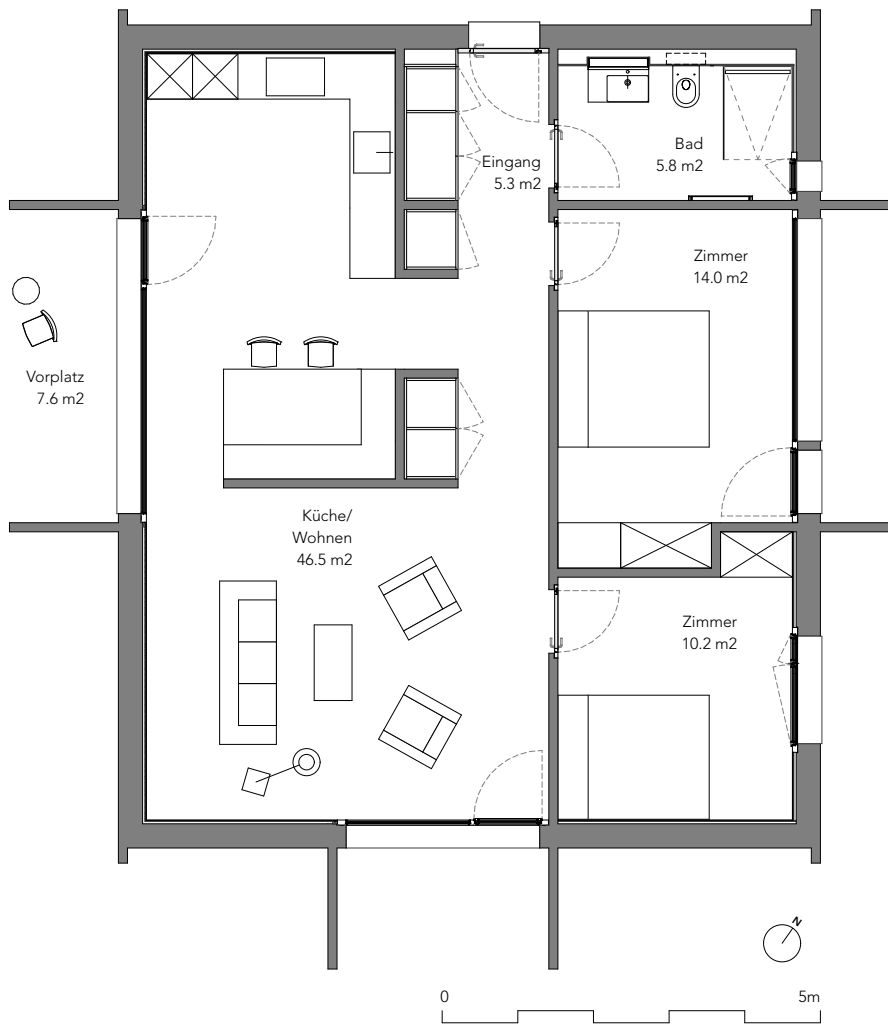 Eingang
5.3 m2
Bad
5.8 m2
Zimmer
14.0 m2
Vorplatz
7.6 m2
Küche/
Wohnen
46.5 m2
Zimmer
10.2 m2
N
0 5m